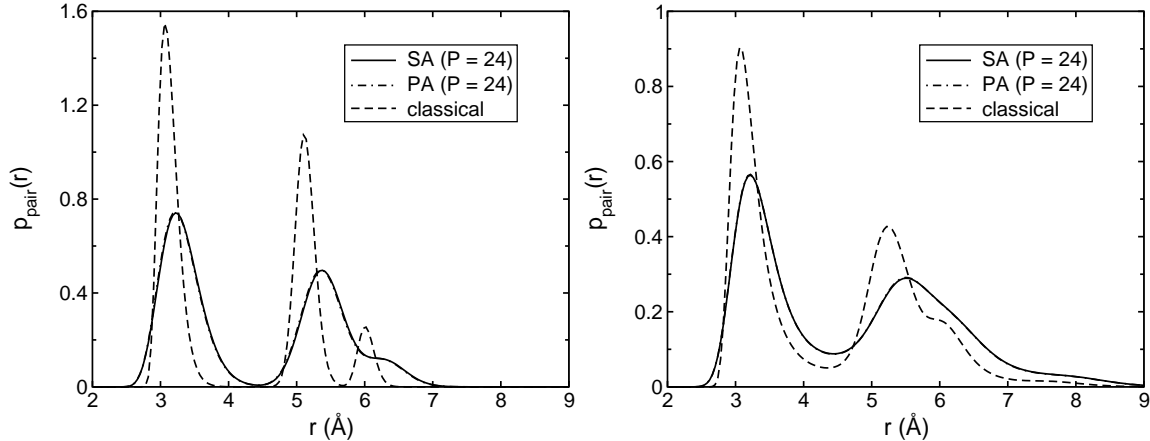 1.6
1.2
0.8
0.4
0
p_pair(r)
SA (P = 24)
PA (P = 24)
classical
2 3 4 5 6 7 8 9
r (Å)
1
0.8
0.6
0.4
0.2
0
p_pair(r)
SA (P = 24)
PA (P = 24)
classical
2 3 4 5 6 7 8 9
r (Å)